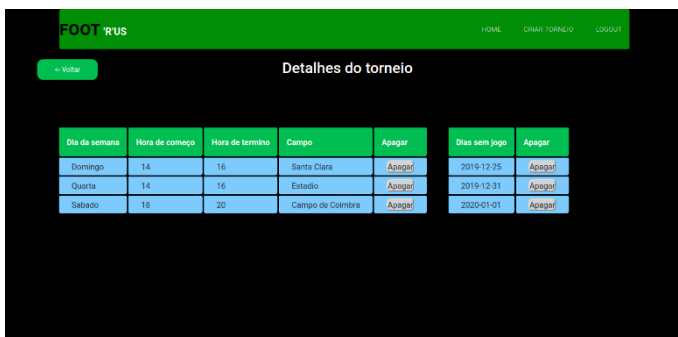 FOOT 'R'US HOME CRIAR TORNEIO LOGOUT
<- Voltar Detalhes do torneio
Dia da semana Hora de começo Hora de termino Campo Apagar Dias sem jogo Apagar
Domingo 14 16 Santa Clara Apagar 2019-12-25 Apagar
Quarta 14 16 Estadio Apagar 2019-12-31 Apagar
Sabado 18 20 Campo de Coimbra Apagar 2020-01-01 Apagar